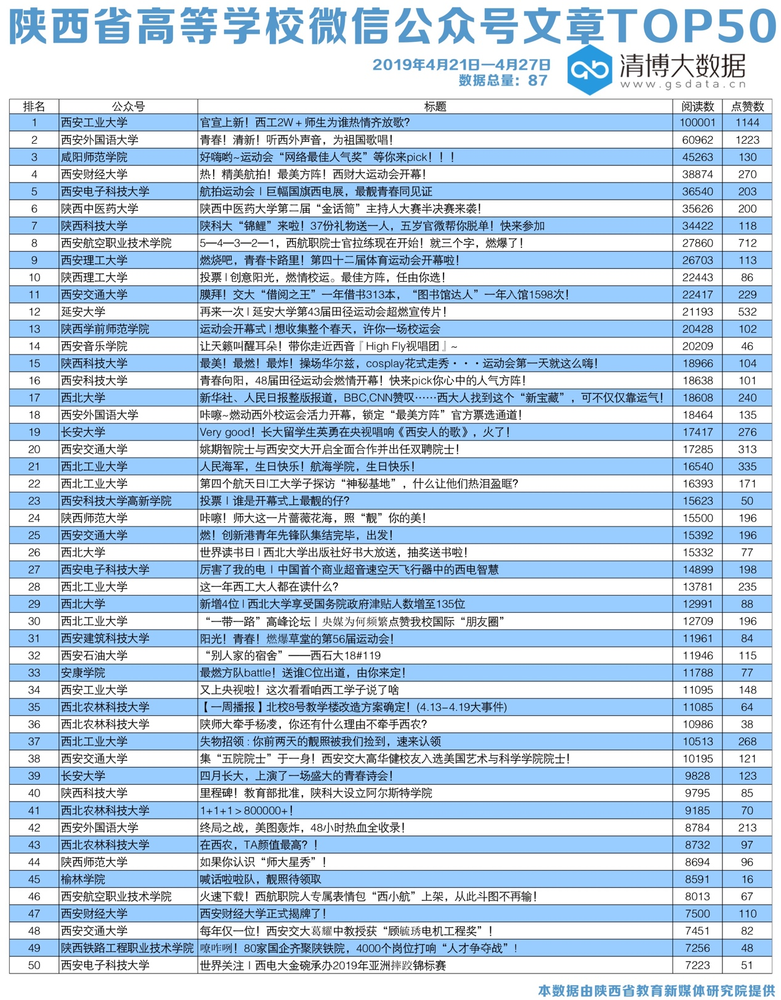 陕西省高等学校微信公众号文章TOP50
2019年4月21日—4月27日
数据总量：87
清博大数据
www.gsdata.cn
排名 公众号 标题 阅读数 点赞数
1 西安工业大学 官宣上新！西工2W＋师生为谁热情齐放歌？ 100001 1144
2 西安外国语大学 青春！清新！听西外声音，为祖国歌唱！ 60962 1223
3 咸阳师范学院 好嗨哟~运动会“网络最佳人气奖”等你来pick！！！ 45263 130
4 西安财经大学 热！精美航拍！最美方阵！西财大运动会开幕！ 38874 270
5 西安电子科技大学 航拍运动会丨巨幅国旗西电展，最靓青春同见证 36540 203
6 陕西中医药大学 陕西中医药大学第二届“金话筒”主持人大赛半决赛来袭！ 35626 200
7 陕西科技大学 陕科大“锦鲤”来啦！37份礼物送一人，五岁官微帮你脱单！快来参加 34422 118
8 西安航空职业技术学院 5—4—3—2—1，西航职院士官拉练现在开始！就三个字，燃爆了！ 27860 712
9 西安理工大学 燃烧吧，青春卡路里！第四十二届体育运动会开幕啦！ 26703 113
10 陕西理工大学 投票 | 创意阳光，燃情校运。最佳方阵，任由你选！ 22443 86
11 西安交通大学 膜拜！交大“借阅之王”一年借书313本，“图书馆达人”一年入馆1598次！ 22417 229
12 延安大学 再来一次 | 延安大学第43届田径运动会超燃宣传片！ 21193 532
13 陕西学前师范学院 运动会开幕式 | 想收集整个春天，许你一场校运会 20428 102
14 西安音乐学院 让天籁叫醒耳朵！带你走近西音『High Fly视唱团』~ 20209 46
15 陕西科技大学 最美！最燃！最炸！操场华尔兹，cosplay花式走秀・・・运动会第一天就这么嗨！ 18966 104
16 西安科技大学 青春向阳，48届田径运动会燃情开幕！快来pick你心中的人气方阵！ 18638 101
17 西北大学 新华社、人民日报整版报道，BBC,CNN赞叹……西大人找到这个“新宝藏”，可不仅仅靠运气！ 18608 240
18 西安外国语大学 咔嚓~燃动西外校运会活力开幕，锁定“最美方阵”官方票选通道！ 18464 135
19 长安大学 Very good！长大留学生英勇在央视唱响《西安人的歌》，火了！ 17417 276
20 西安交通大学 姚期智院士与西安交大开启全面合作并出任双聘院士！ 17285 313
21 西北工业大学 人民海军，生日快乐！航海学院，生日快乐！ 16540 335
22 西北工业大学 第四个航天日|工大学子探访“神秘基地”，什么让他们热泪盈眶？ 16393 171
23 西安科技大学高新学院 投票丨谁是开幕式上最靓的仔？ 15623 50
24 陕西师范大学 咔嚓！师大这一片蔷薇花海，照“靓”你的美！ 15500 196
25 西安交通大学 燃！创新港青年先锋队集结完毕，出发！ 15392 196
26 西北大学 世界读书日 | 西北大学出版社好书大放送，抽奖送书啦！ 15332 77
27 西安电子科技大学 厉害了我的电丨中国首个商业超音速空天飞行器中的西电智慧 14899 198
28 西北工业大学 这一年西工大人都在读什么？ 13781 235
29 西北大学 新增4位 | 西北大学享受国务院政府津贴人数增至135位 12991 88
30 西北工业大学 “一带一路”高峰论坛丨央媒为何频繁点赞我校国际“朋友圈” 12709 196
31 西安建筑科技大学 阳光！青春！燃爆草堂的第56届运动会！ 11961 84
32 西安石油大学 “别人家的宿舍”——西石大18#119 11946 115
33 安康学院 最燃方队battle！送谁C位出道，由你来定！ 11788 77
34 西安工业大学 又上央视啦！这次看看咱西工学子说了啥 11095 148
35 西北农林科技大学 【一周播报】北校8号教学楼改造方案确定！(4.13-4.19大事件) 11085 64
36 西北农林科技大学 陕师大牵手杨凌，你还有什么理由不牵手西农？ 10986 38
37 西北工业大学 失物招领：你前两天的靓照被我们捡到，速来认领 10513 268
38 西安交通大学 集“五院院士”于一身！西安交大高华健校友入选美国艺术与科学学院院士！ 10195 121
39 长安大学 四月长大，上演了一场盛大的青春诗会！ 9828 123
40 陕西科技大学 里程碑！教育部批准，陕科大设立阿尔斯特学院 9795 85
41 西北农林科技大学 1+1+1＞800000+！ 9185 70
42 西安外国语大学 终局之战，美图轰炸，48小时热血全收录！ 8784 213
43 西北农林科技大学 在西农，TA颜值最高？！ 8732 97
44 陕西师范大学 如果你认识“师大星秀”！ 8694 96
45 榆林学院 喊话啦啦队，靓照待领取 8591 16
46 西安航空职业技术学院 火速下载！西航职院人专属表情包“西小航”上架，从此斗图不再输！ 8013 67
47 西安财经大学 西安财经大学正式揭牌了！ 7500 110
48 西安交通大学 每年仅一位！西安交大葛耀中教授获“顾毓琇电机工程奖”！ 7451 82
49 陕西铁路工程职业技术学院 嘹咋咧！80家国企齐聚陕铁院，4000个岗位打响“人才争夺战”！ 7256 48
50 西安电子科技大学 世界关注丨西电大金碗承办2019年亚洲摔跤锦标赛 7223 51
本数据由陕西省教育新媒体研究院提供